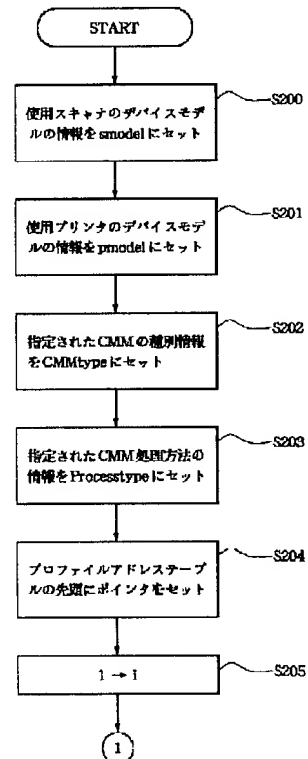 START
使用スキャナのデバイスモデ
ルの情報をsmodelにセット
S200
使用プリンタのデバイスモデ
ルの情報をpmodelにセット
S201
指定されたCMMの種別情報
をCMMtypeにセット
S202
指定されたCMM処理方法の
情報をProcesstypeにセット
S203
プロファイルアドレステーブ
ルの先頭にポインタをセット
S204
1→I
S205
1